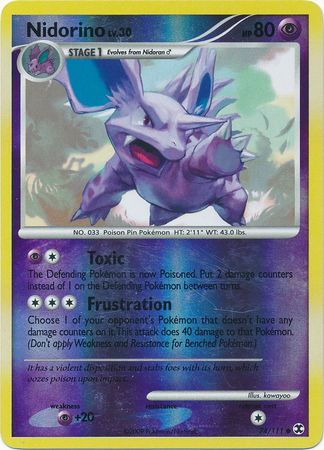 Nidorino LV.30 HP 80
STAGE 1 Evolves from Nidoran♂
NO. 033 Poison Pin Pokémon HT: 2'11" WT: 43.0 lbs.
Toxic
The Defending Pokémon is now Poisoned. Put 2 damage counters
instead of 1 on the Defending Pokémon between turns.
Frustration
Choose 1 of your opponent's Pokémon that doesn't have any
damage counters on it. This attack does 40 damage to that Pokémon.
(Don't apply Weakness and Resistance for Benched Pokémon.)
It has a violent disposition and stabs foes with its horn, which
oozes poison upon impact.
Illus. kawayoo
weakness resistance retreat cost
+20
74/111